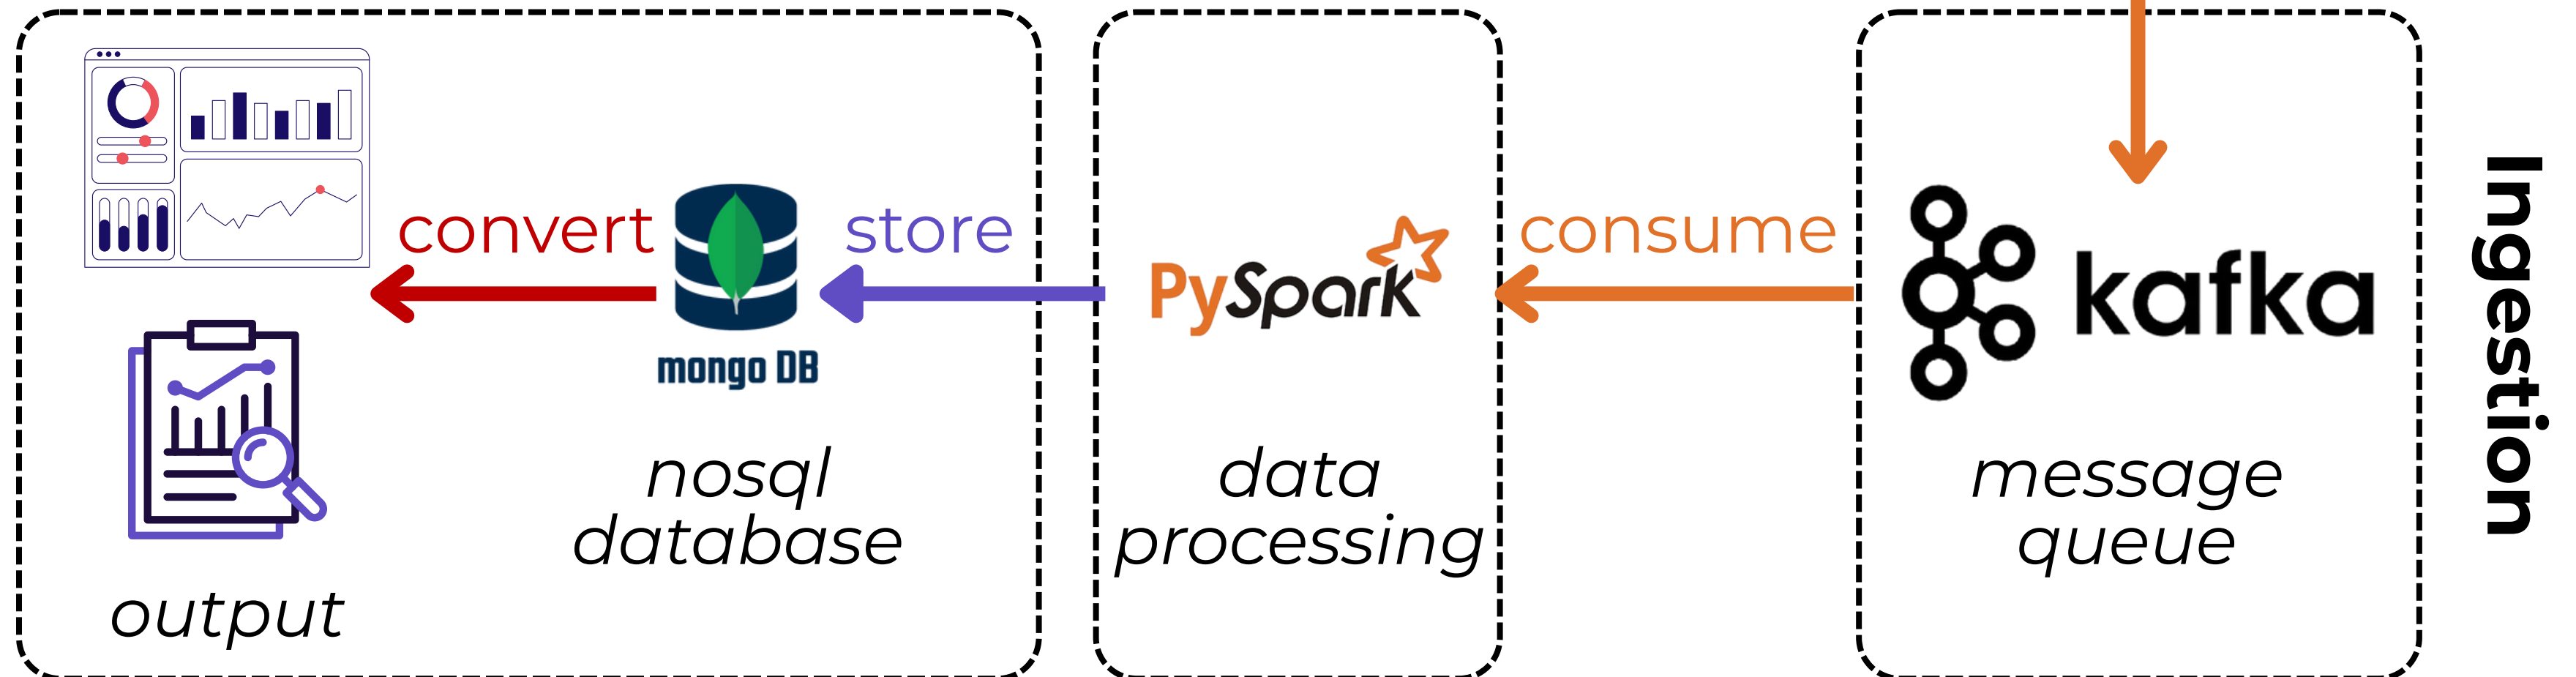 convert
store
consume
mongo DB
PySpark
kafka
Ingestion
nosql
database
data
processing
message
queue
output